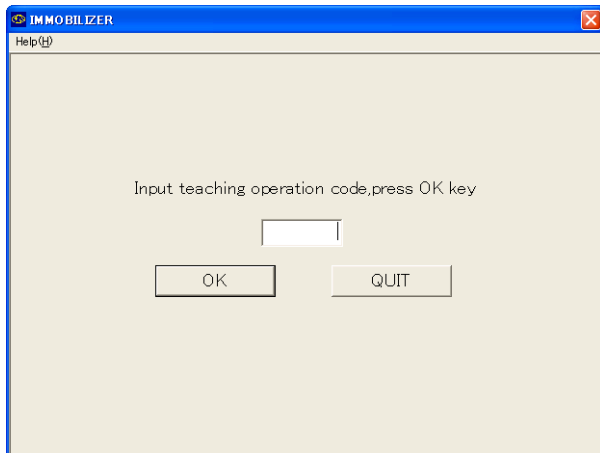 IMMOBILIZER
Help(H)
Input teaching operation code,press OK key
OK
QUIT